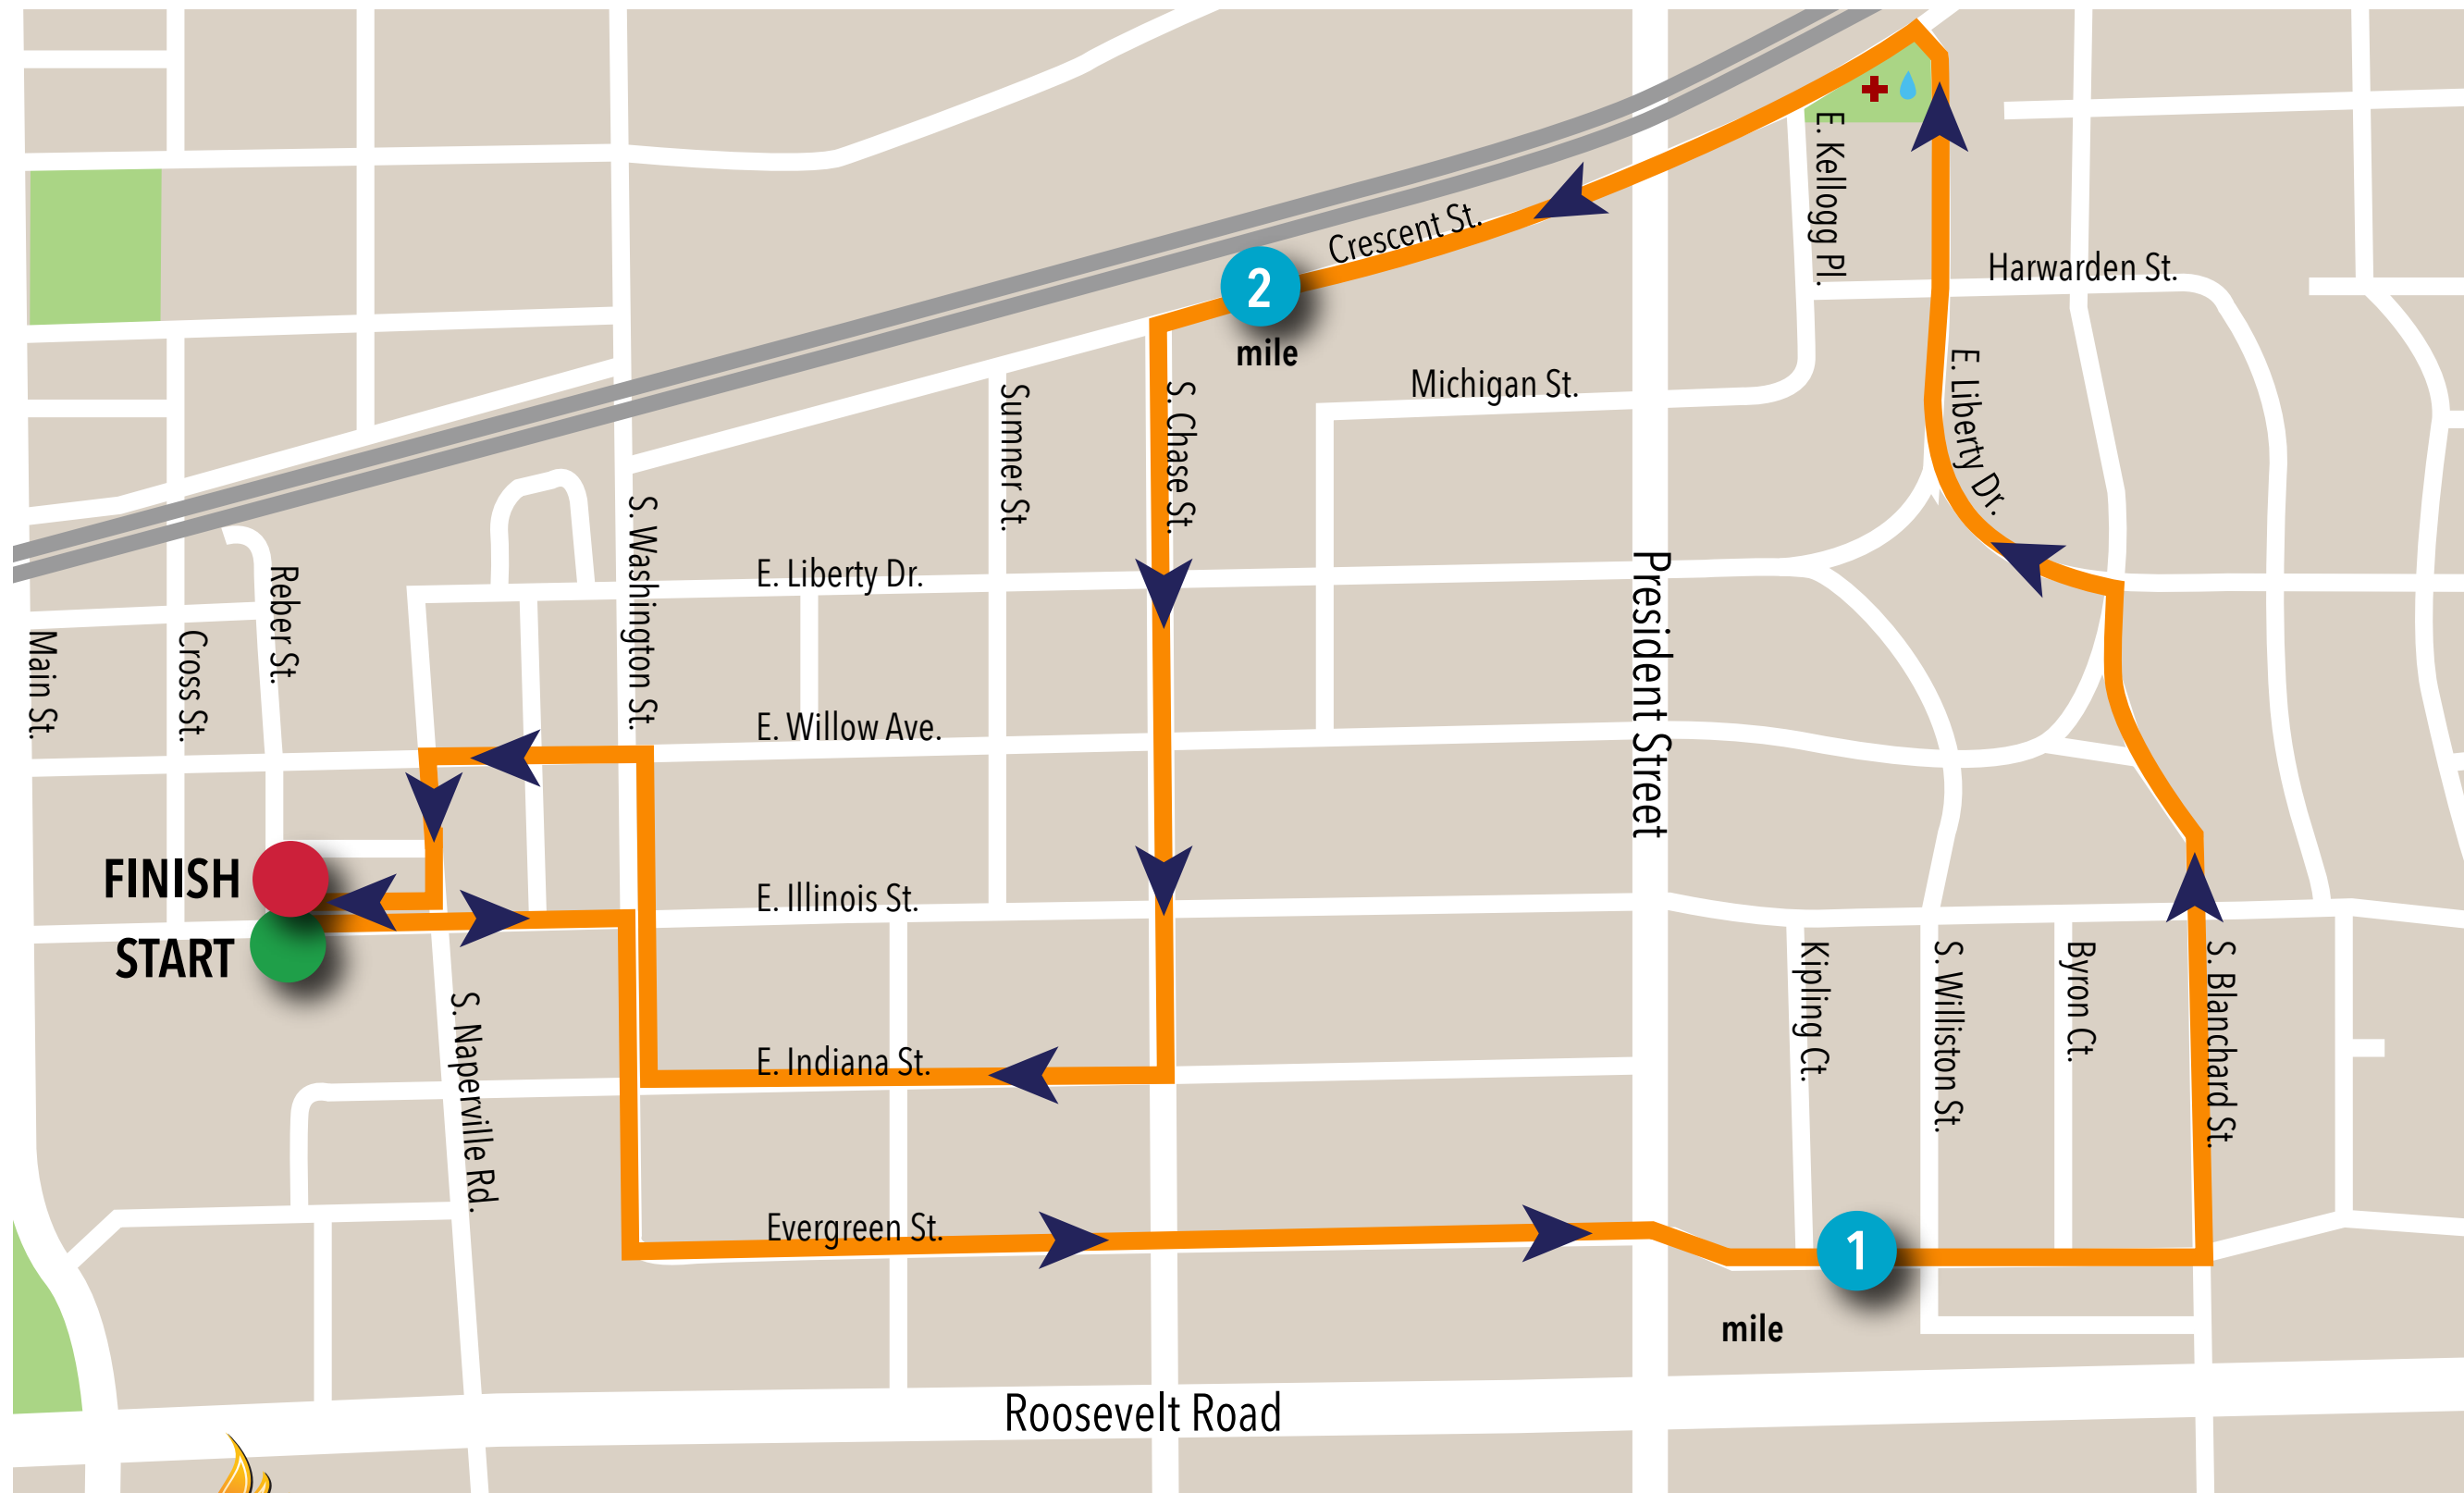 E. Kellogg Pl.
Crescent St.
Harwarden St.
2
mile
E. Liberty Dr.
Michigan St.
Sumner St.
S. Chase St.
S. Washington St.
E. Liberty Dr.
President Street
Reber St.
Main St.
Cross St.
E. Willow Ave.
FINISH
E. Illinois St.
START
S. Naperville Rd.
E. Indiana St.
Kipling Ct.
S. Williston St.
Byron Ct.
S. Blanchard St.
Evergreen St.
1
mile
Roosevelt Road